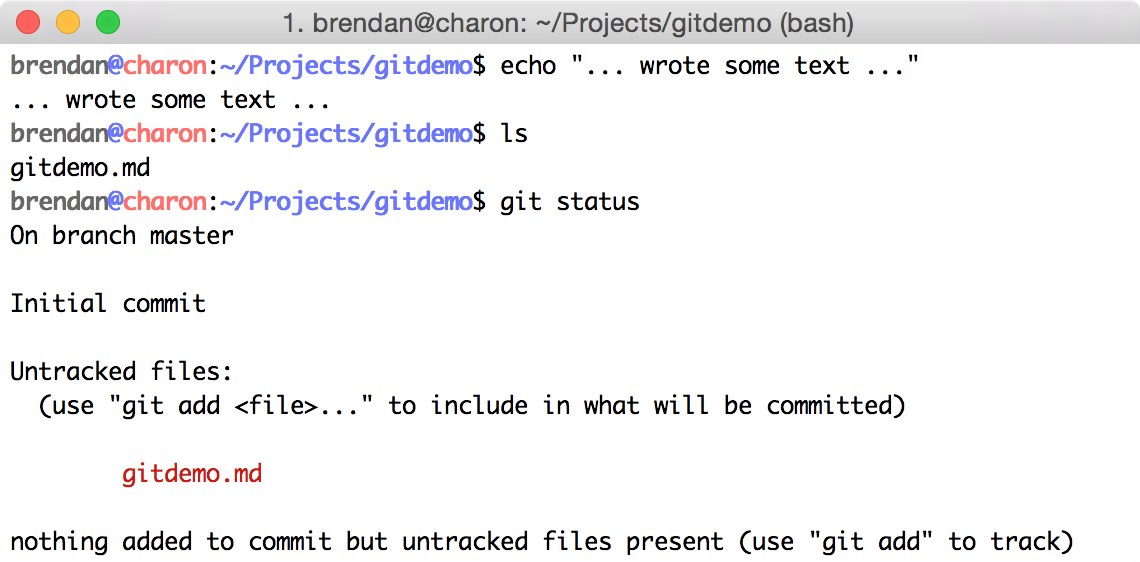 1. brendan@charon: ~/Projects/gitdemo (bash)
brendan@charon:~/Projects/gitdemo$ echo "... wrote some text ..."
... wrote some text ...
brendan@charon:~/Projects/gitdemo$ ls
gitdemo.md
brendan@charon:~/Projects/gitdemo$ git status
On branch master
Initial commit
Untracked files:
(use "git add <file>..." to include in what will be committed)
gitdemo.md
nothing added to commit but untracked files present (use "git add" to track)